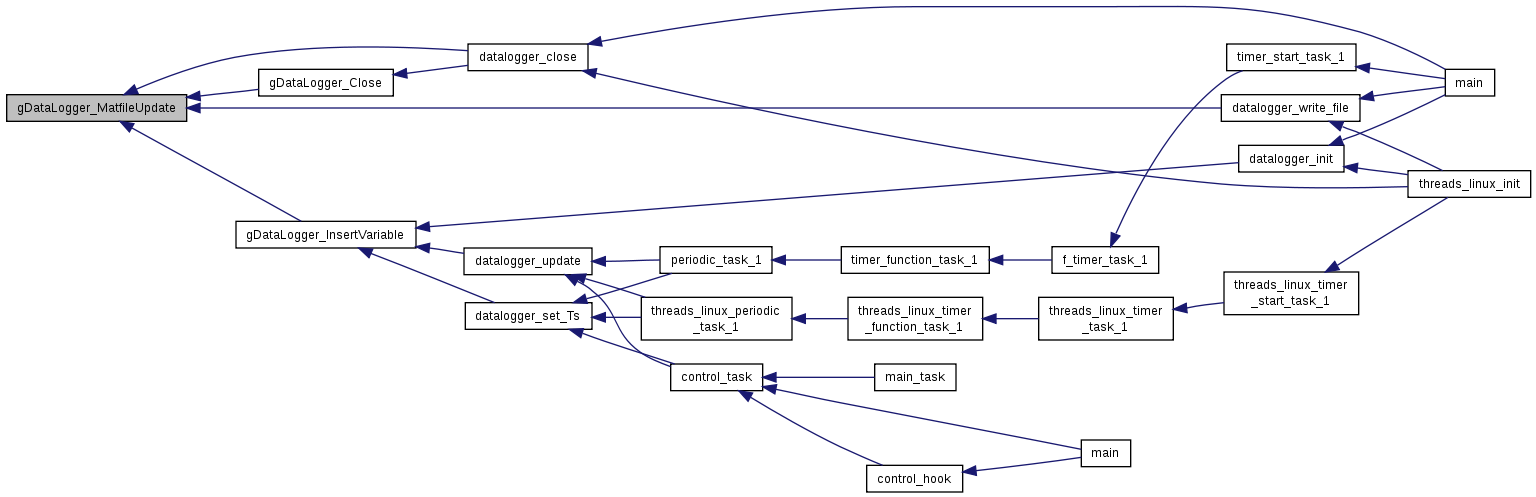 gDataLogger_MatfileUpdate
datalogger_close
gDataLogger_Close
timer_start_task_1
main
datalogger_write_file
datalogger_init
threads_linux_init
gDataLogger_InsertVariable
datalogger_update
periodic_task_1
timer_function_task_1
f_timer_task_1
threads_linux_timer
_start_task_1
datalogger_set_Ts
threads_linux_periodic
_task_1
threads_linux_timer
_function_task_1
threads_linux_timer
_task_1
control_task
main_task
main
control_hook